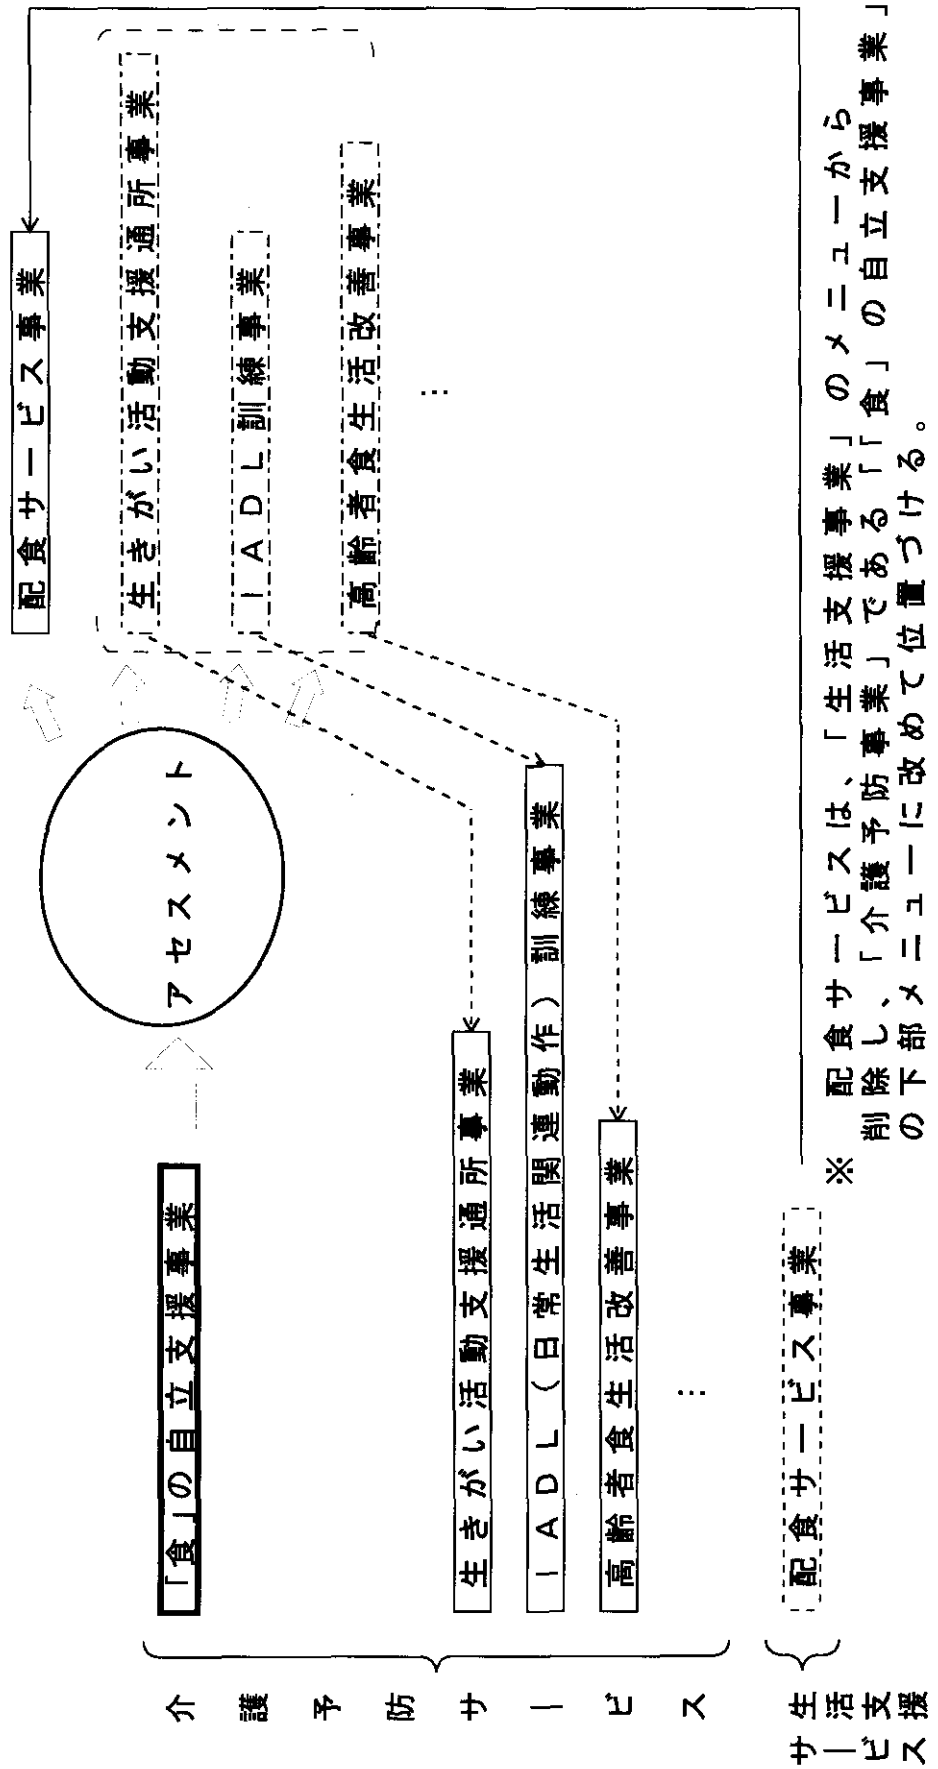 介護予防サービス
「食」の自立支援事業
アセスメント
配食サービス事業
生きがい活動支援通所事業
IADL訓練事業
高齢者食生活改善事業
…
生きがい活動支援通所事業
IADL(日常生活関連動作)訓練事業
高齢者食生活改善事業
…
生活支援
サービス
配食サービス事業
※ 配食サービスは、「生活支援事業」のメニューから
削除し、「介護予防事業」である「「食」の自立支援事業」
の下部メニューに改めて位置づける。